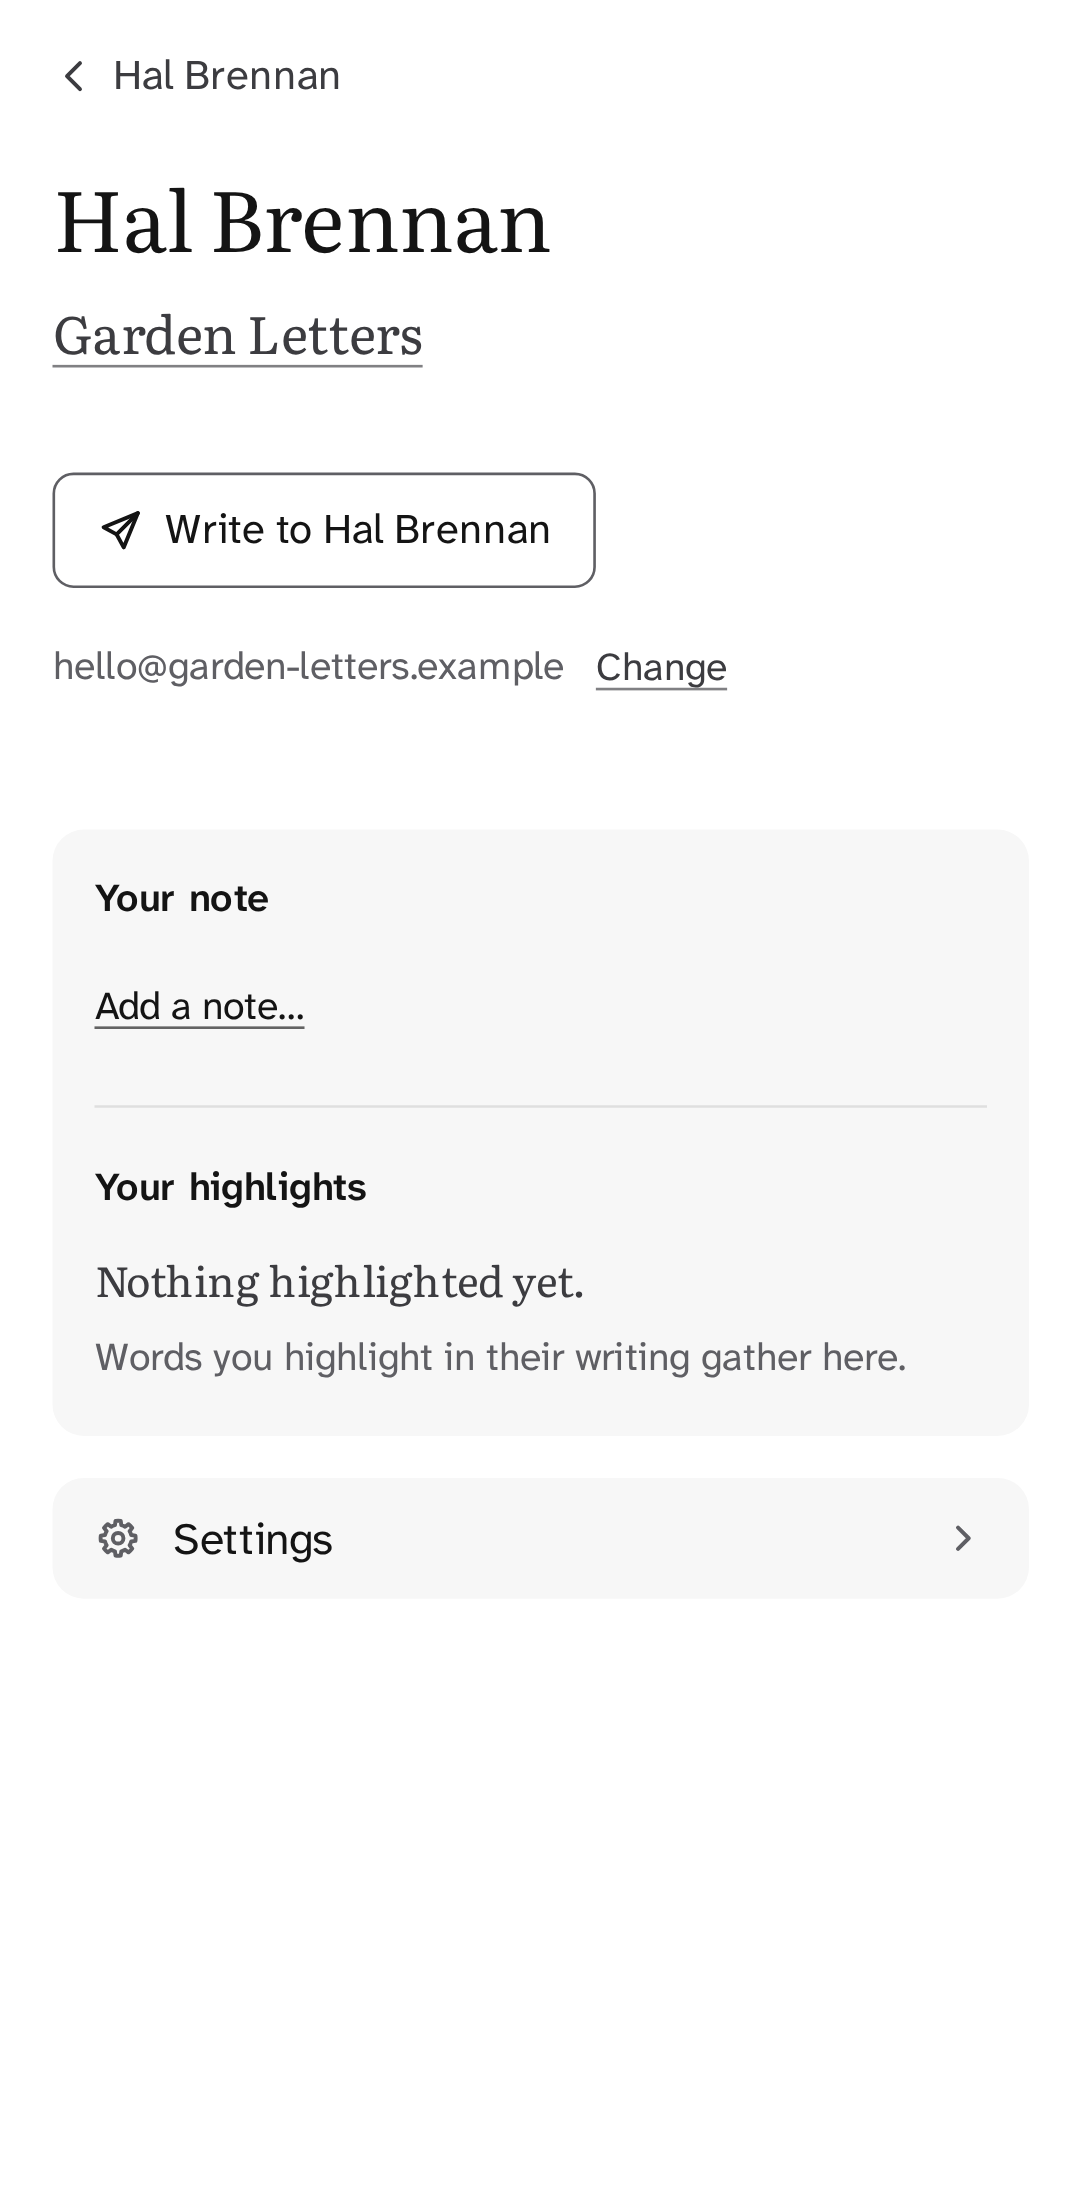 Hal Brennan
Hal Brennan
Garden Letters
Write to Hal Brennan
hello@garden-letters.example Change
Your note
Add a note...
Your highlights
Nothing highlighted yet.
Words you highlight in their writing gather here.
Settings